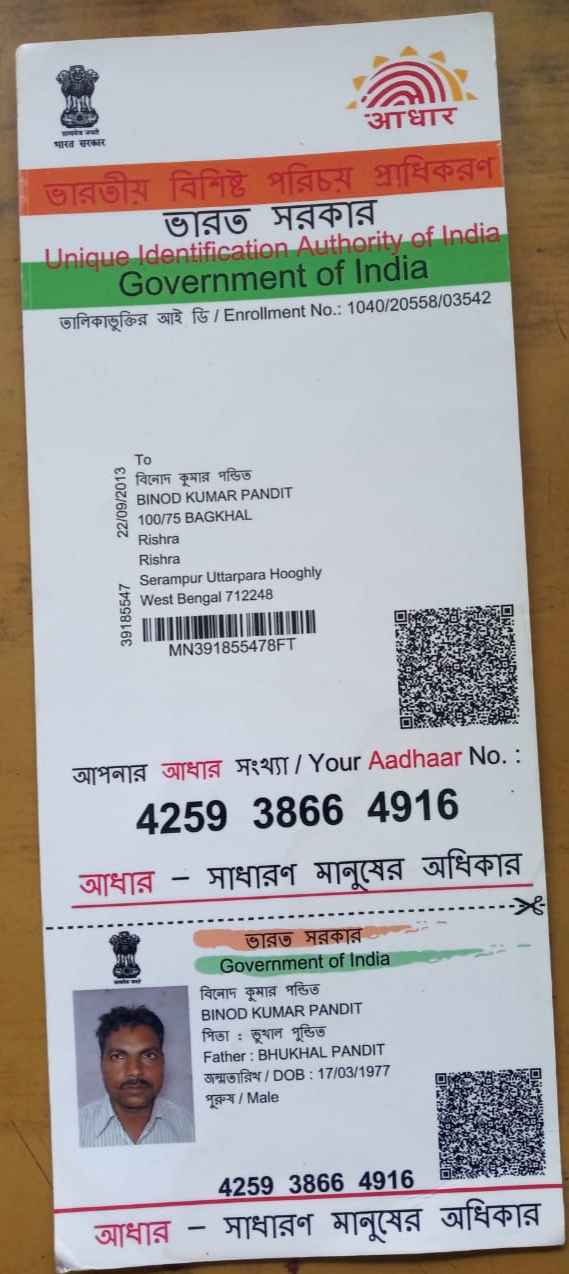 सत्यमेव जयते
भारत सरकार
आधार
ভারতীয় বিশিষ্ট পরিচয় প্রাধিকরণ
ভারত সরকার
Unique Identification Authority of India
Government of India
তালিকাভুক্তির আই ডি / Enrollment No.: 1040/20558/03542
To
বিনোদ কুমার পন্ডিত
BINOD KUMAR PANDIT
100/75 BAGKHAL
Rishra
Rishra
Serampur Uttarpara Hooghly
West Bengal 712248
22/09/2013
39185547
MN391855478FT
আপনার আধার সংখ্যা / Your Aadhaar No. :
4259 3866 4916
আধার – সাধারণ মানুষের অধিকার
ভারত সরকার
Government of India
सत्यमेव जयते
বিনোদ কুমার পন্ডিত
BINOD KUMAR PANDIT
পিতা : ভুখাল পন্ডিত
Father : BHUKHAL PANDIT
জন্মতারিখ / DOB : 17/03/1977
পুরুষ / Male
4259 3866 4916
আধার – সাধারণ মানুষের অধিকার